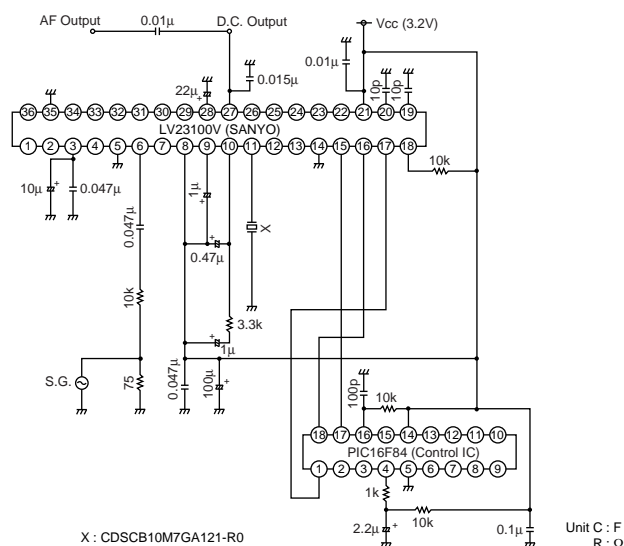 AF Output
D.C. Output
0.01μ
Vcc (3.2V)
0.01μ
0.015μ
22μ
+
10p
10p
36 35 34 33 32 31 30 29 28 27 26 25 24 23 22 21 20 19
LV23100V (SANYO)
1 2 3 4 5 6 7 8 9 10 11 12 13 14 15 16 17 18
10k
10μ
+
0.047μ
0.047μ
1μ
+
X
0.47μ
+
10k
3.3k
+
1μ
S.G.
75
0.047μ
100μ
+
100p
10k
18 17 16 15 14 13 12 11 10
PIC16F84 (Control IC)
1 2 3 4 5 6 7 8 9
1k
10k
2.2μ
+
0.1μ
X : CDSCB10M7GA121-R0
Unit C : F
R : Ω